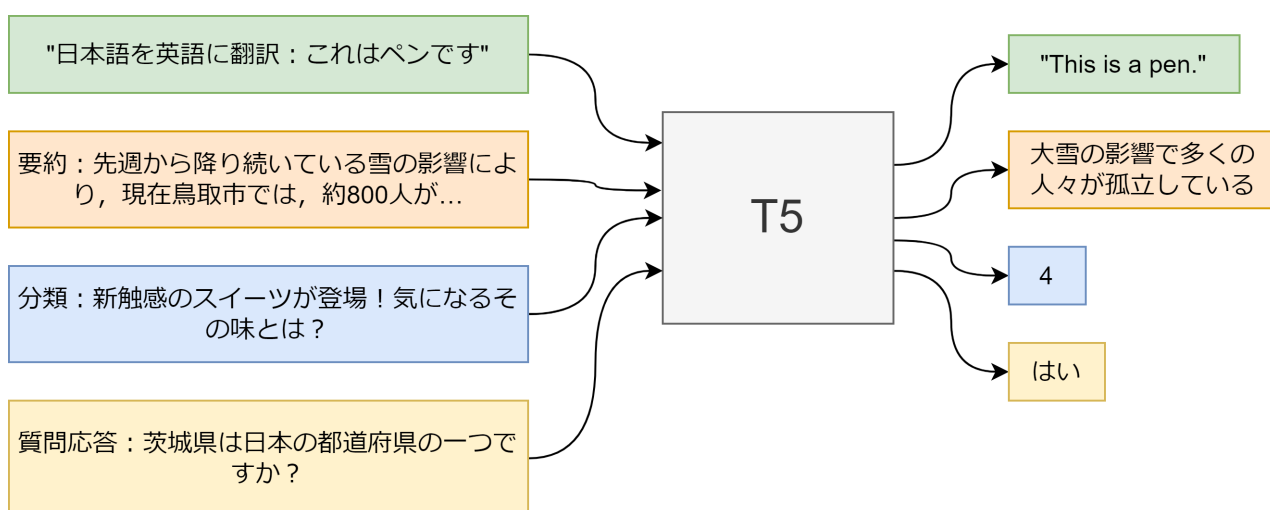 "日本語を英語に翻訳：これはペンです"
要約：先週から降り続いている雪の影響によ
り，現在鳥取市では，約800人が…
分類：新触感のスイーツが登場！気になるそ
の味とは？
質問応答：茨城県は日本の都道府県の一つで
すか？
T5
"This is a pen."
大雪の影響で多くの
人々が孤立している
4
はい